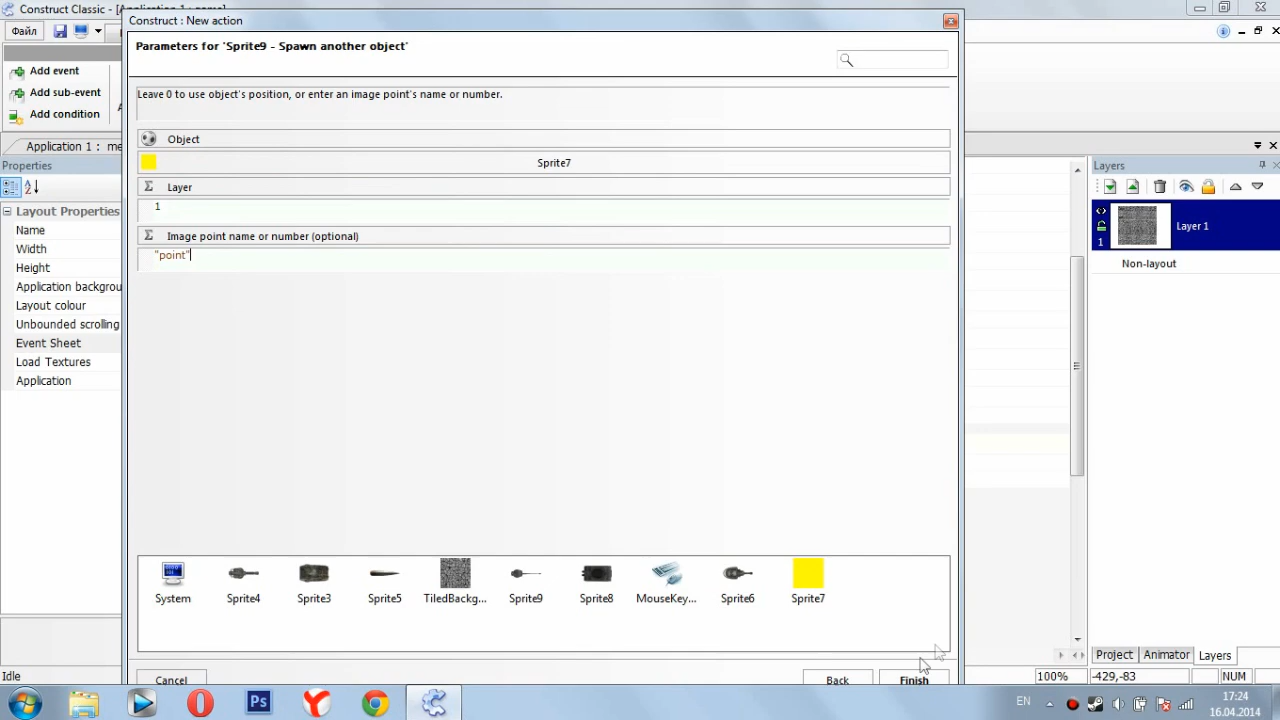 Construct Classic - [Application 1 :
Construct : New action
Файл
Parameters for 'Sprite9 - Spawn another object'
Add event
Add sub-event
Add condition
Leave 0 to use object's position, or enter an image point's name or number.
Object
Sprite7
Layer
1
Image point name or number (optional)
"point"
Application 1 : me
Properties
Layout Properties
Name
Width
Height
Application backgrou
Layout colour
Unbounded scrolling
Event Sheet
Load Textures
Application
Layers
Layer 1
1
Non-layout
System
Sprite4
Sprite3
Sprite5
TiledBackg...
Sprite9
Sprite8
MouseKey...
Sprite6
Sprite7
Cancel
Back
Finish
Project
Animator
Layers
Idle
100%
-429,-83
NUM
Ps
EN
17:24
16.04.2014